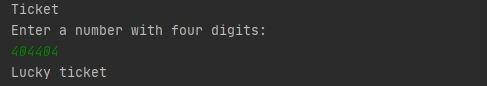 Ticket
Enter a number with four digits:
404404
Lucky ticket